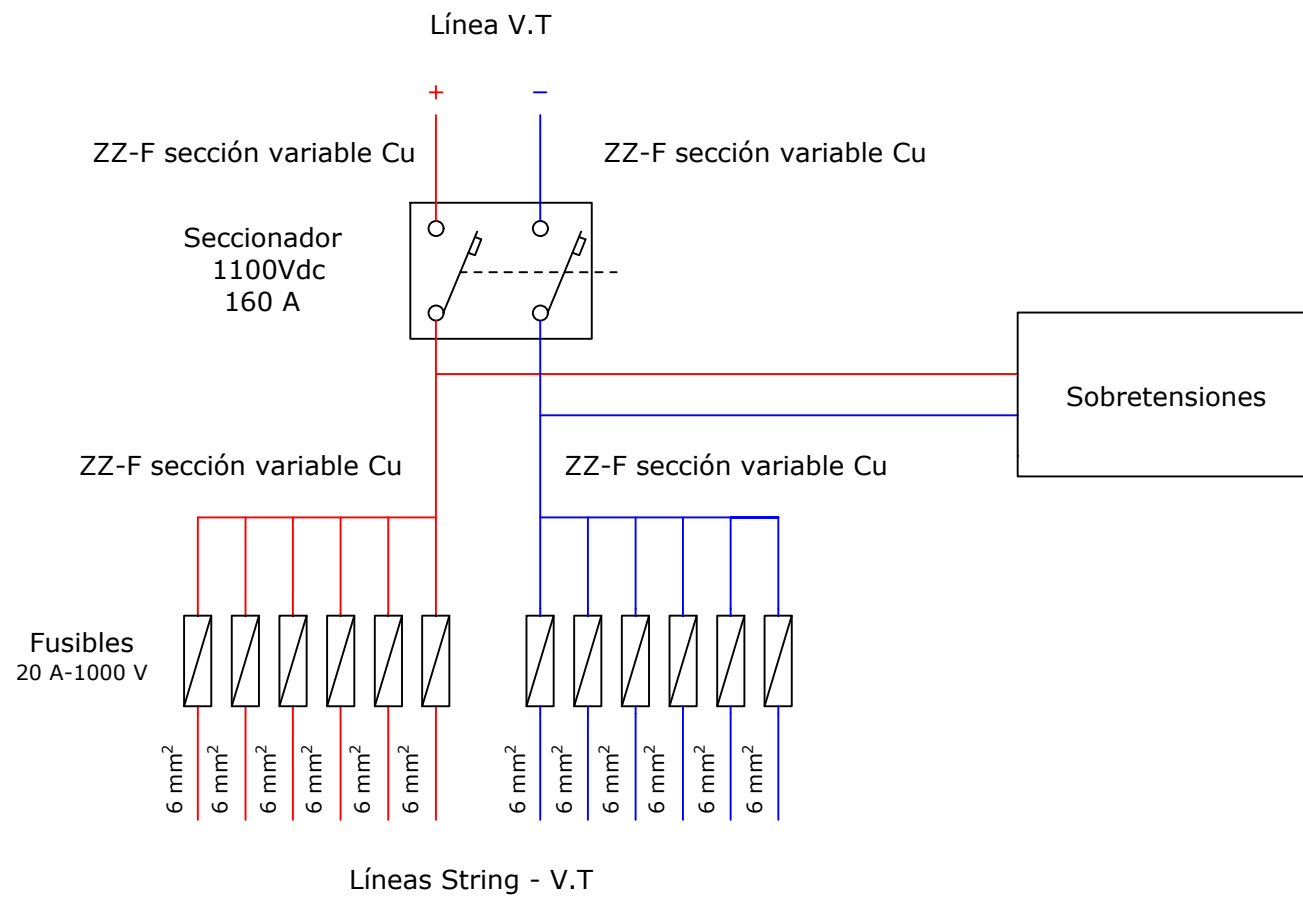 Línea V.T
+ −
ZZ-F sección variable Cu
ZZ-F sección variable Cu
Seccionador
1100Vdc
160 A
Sobretensiones
ZZ-F sección variable Cu
ZZ-F sección variable Cu
Fusibles
20 A-1000 V
6 mm²
6 mm²
6 mm²
6 mm²
6 mm²
6 mm²
6 mm²
6 mm²
6 mm²
6 mm²
6 mm²
6 mm²
Líneas String - V.T